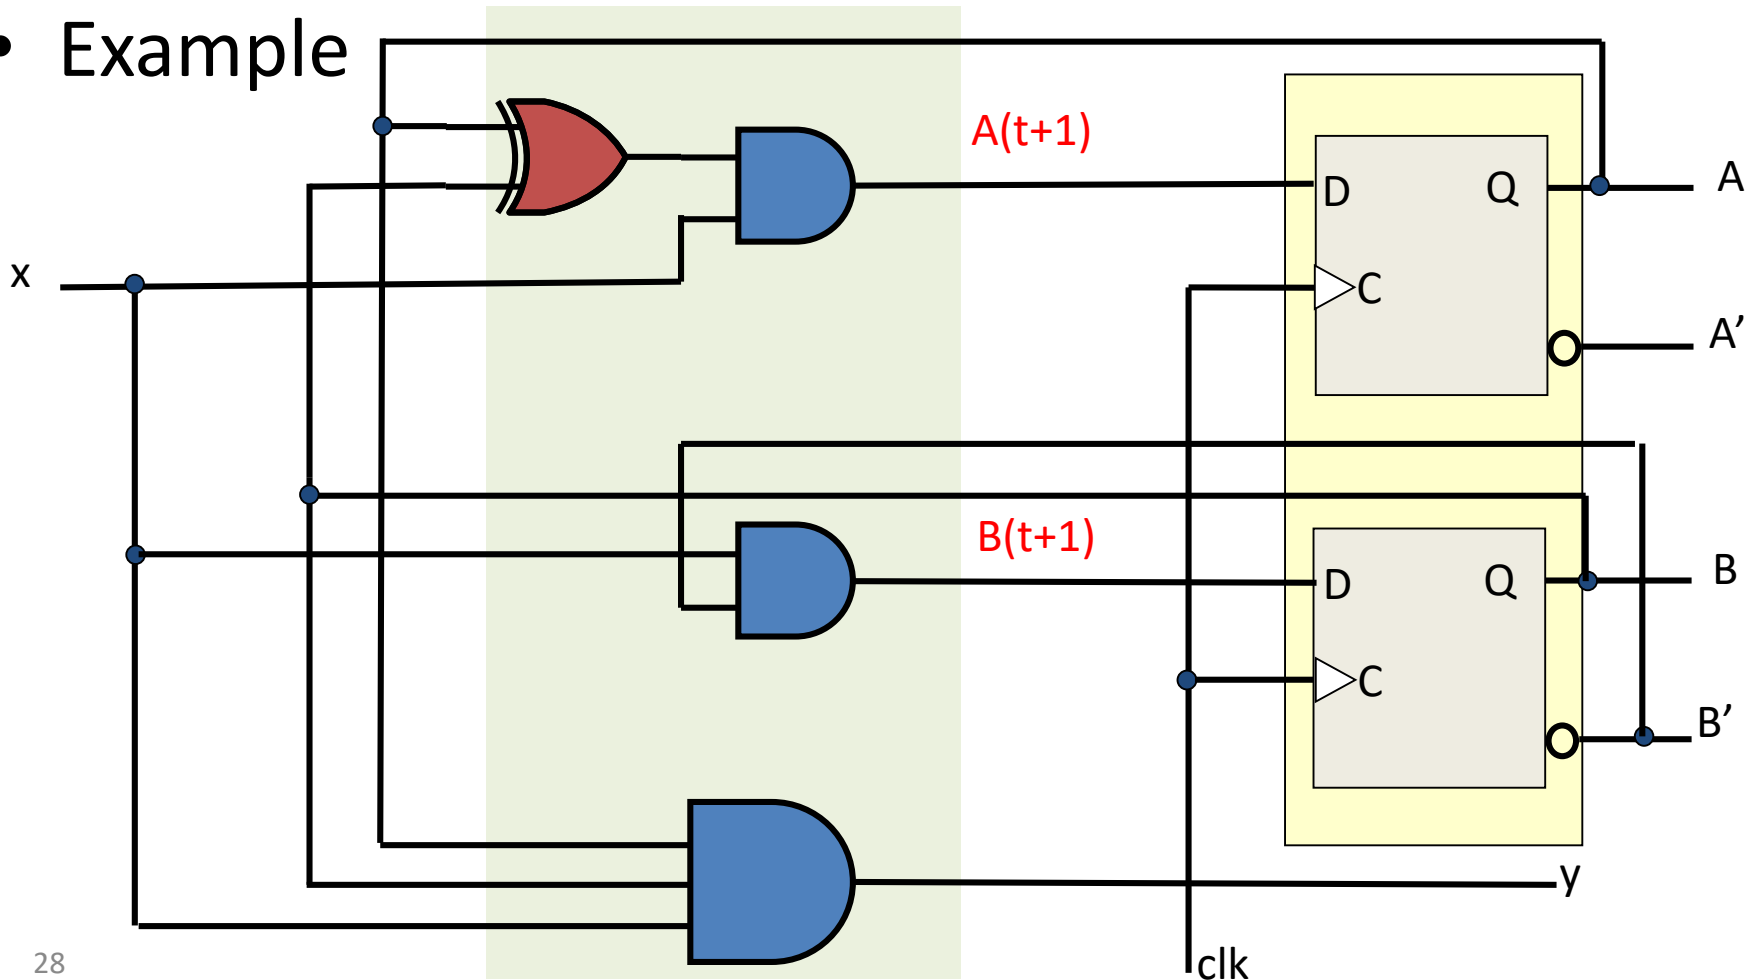 • Example
A(t+1)
D
Q
A
x
C
A’
B(t+1)
D
Q
B
C
B’
y
clk
28